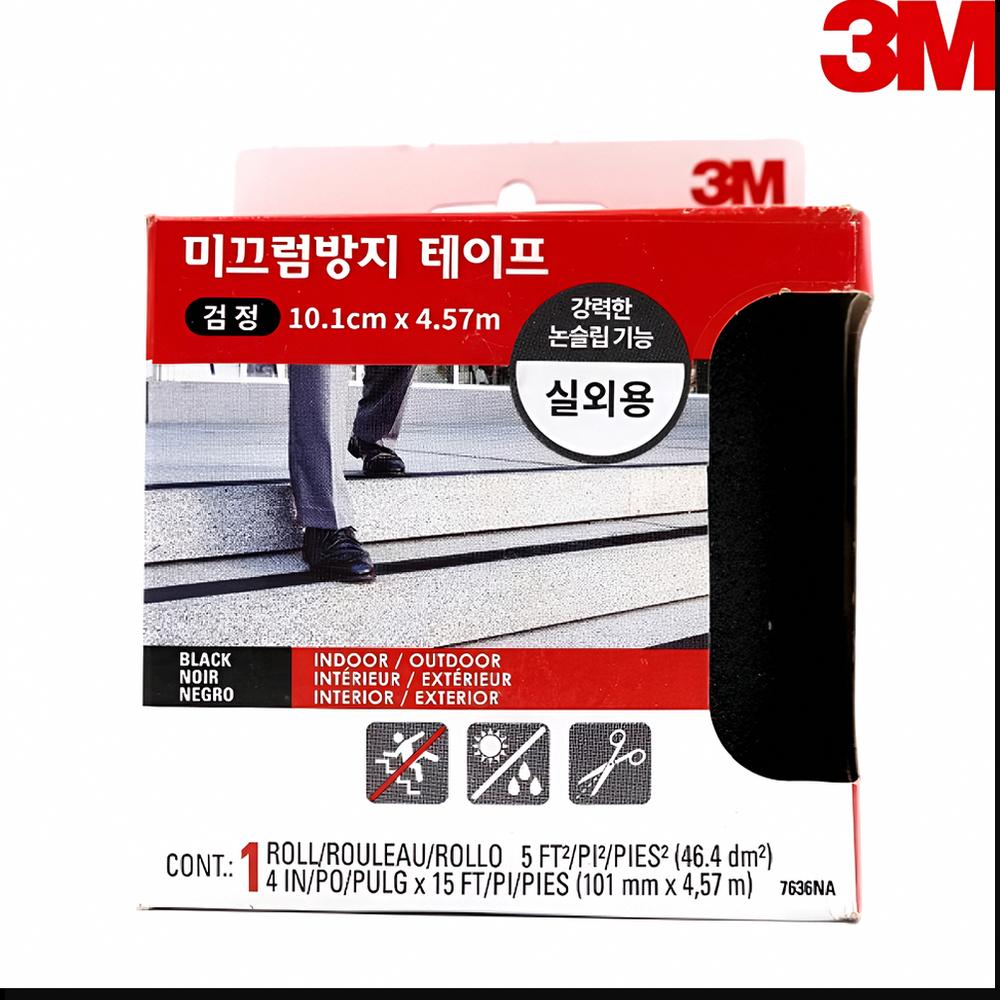 3M
3M
미끄럼방지 테이프
검정 10.1cm x 4.57m
강력한
논슬립 기능
실외용
BLACK
NOIR
NEGRO
INDOOR / OUTDOOR
INTÉRIEUR / EXTÉRIEUR
INTERIOR / EXTERIOR
CONT.: 1 ROLL/ROULEAU/ROLLO 5 FT²/PI²/PIES² (46.4 dm²)
4 IN/PO/PULG x 15 FT/PI/PIES (101 mm x 4,57 m) 7636NA